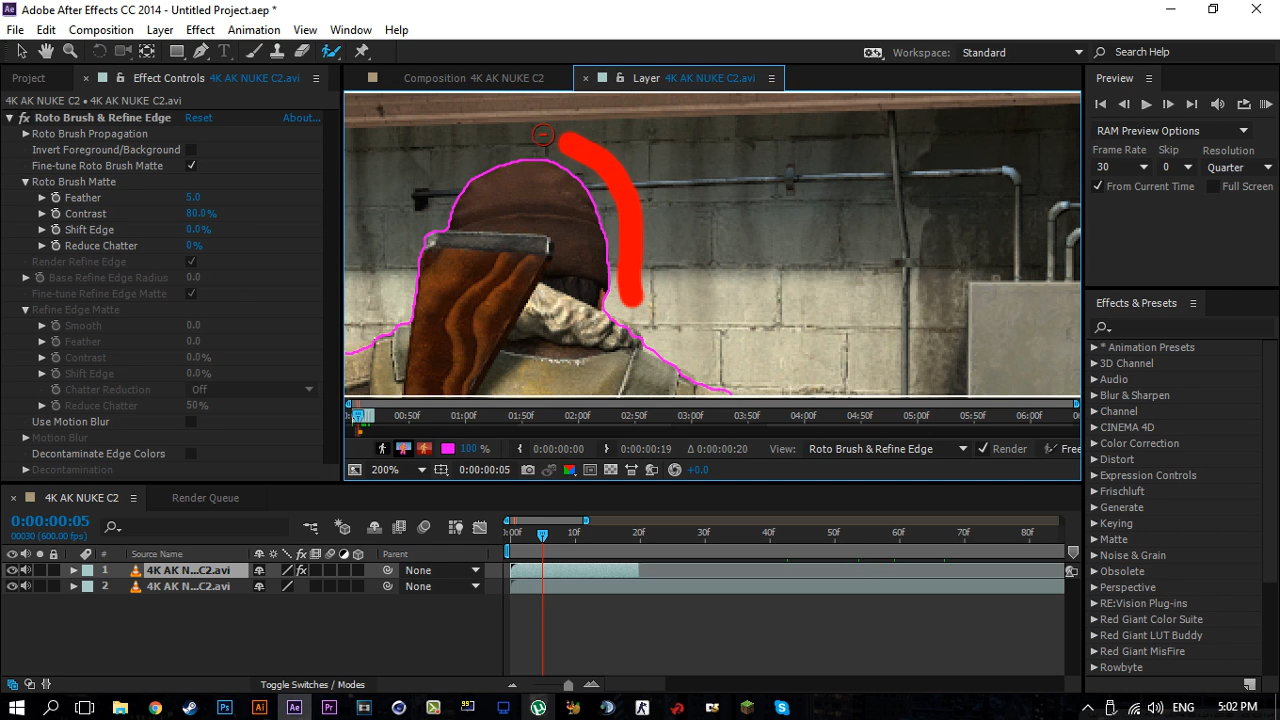 Ae Adobe After Effects CC 2014 - Untitled Project.aep *
File Edit Composition Layer Effect Animation View Window Help
T Workspace: Standard Search Help
Project × Effect Controls 4K AK NUKE C2.avi
4K AK NUKE C2 • 4K AK NUKE C2.avi
fx Roto Brush & Refine Edge Reset About...
Roto Brush Propagation
Invert Foreground/Background
Fine-tune Roto Brush Matte
Roto Brush Matte
Feather 5.0
Contrast 80.0%
Shift Edge 0.0%
Reduce Chatter 0%
Render Refine Edge
Base Refine Edge Radius 0.0
Fine-tune Refine Edge Matte
Refine Edge Matte
Smooth 0.0
Feather 0.0
Contrast 0.0%
Shift Edge 0.0%
Chatter Reduction Off
Reduce Chatter 50%
Use Motion Blur
Motion Blur
Decontaminate Edge Colors
Decontamination
Composition 4K AK NUKE C2 × Layer 4K AK NUKE C2.avi
00:50f 01:00f 01:50f 02:00f 02:50f 03:00f 03:50f 04:00f 04:50f 05:00f 05:50f 06:00f
100 % 0:00:00:00 0:00:00:19 Δ 0:00:00:20 View: Roto Brush & Refine Edge Render Free
200% 0:00:00:05 +0.0
Preview
RAM Preview Options
Frame Rate Skip Resolution
30 0 Quarter
From Current Time Full Screen
Effects & Presets
* Animation Presets
3D Channel
Audio
Blur & Sharpen
Channel
CINEMA 4D
Color Correction
Distort
Expression Controls
Frischluft
Generate
Keying
Matte
Noise & Grain
Obsolete
Perspective
RE:Vision Plug-ins
Red Giant Color Suite
Red Giant LUT Buddy
Red Giant MisFire
Rowbyte
× 4K AK NUKE C2 Render Queue
0:00:00:05
00030 (600.00 fps)
:00f 10f 20f 30f 40f 50f 60f 70f 80f
# Source Name fx Parent
1 4K AK N...C2.avi fx None
2 4K AK N...C2.avi None
Toggle Switches / Modes
Ps Ai Ae Pr ENG 5:02 PM